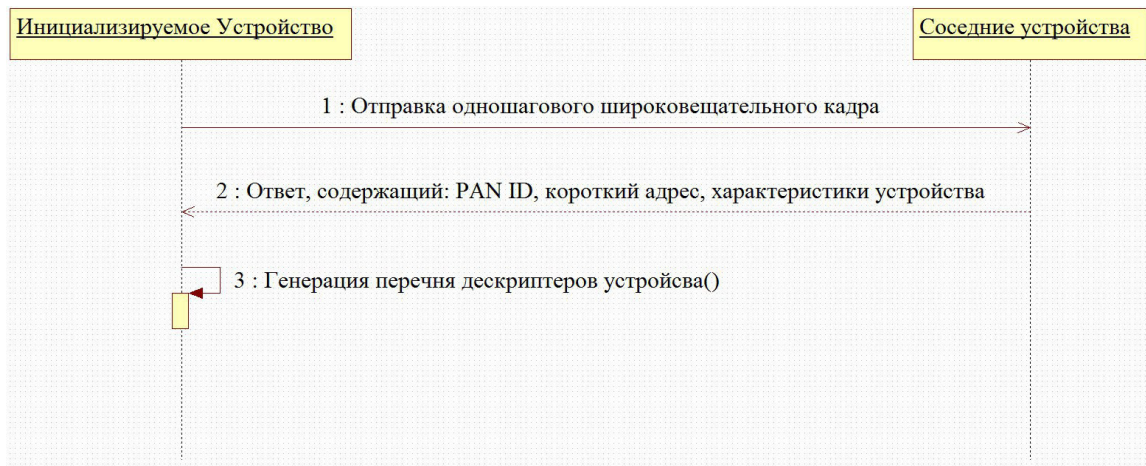 Инициализируемое Устройство
Соседние устройства
1 : Отправка одношагового широковещательного кадра
2 : Ответ, содержащий: PAN ID, короткий адрес, характеристики устройства
3 : Генерация перечня дескриптеров устройсва()